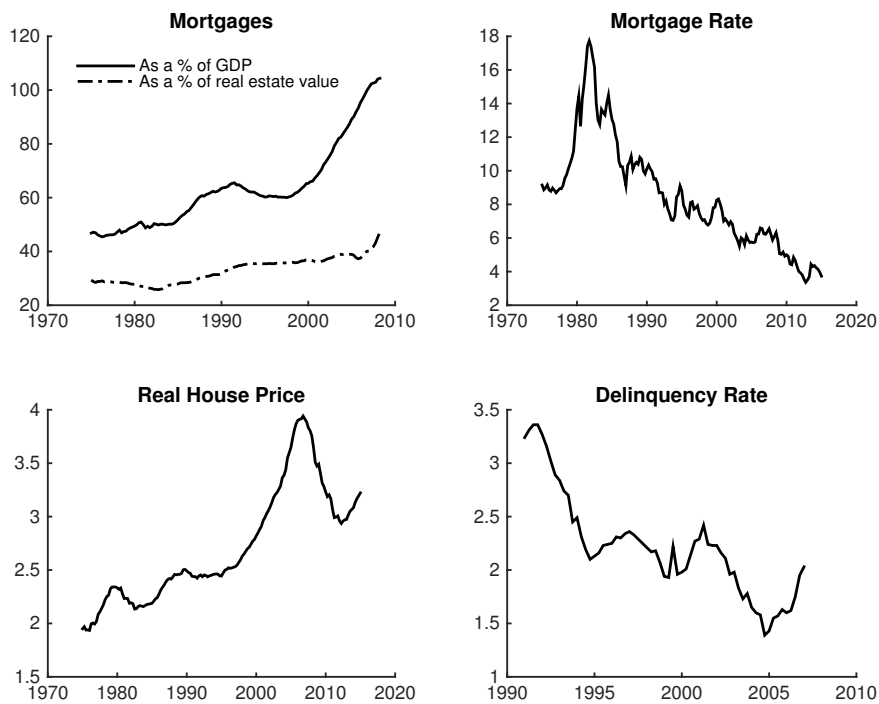 Mortgages
120
100
80
60
40
20
1970 1980 1990 2000 2010
As a % of GDP
As a % of real estate value
Mortgage Rate
18
16
14
12
10
8
6
4
2
1970 1980 1990 2000 2010 2020
Real House Price
4
3.5
3
2.5
2
1.5
1970 1980 1990 2000 2010 2020
Delinquency Rate
3.5
3
2.5
2
1.5
1
1990 1995 2000 2005 2010